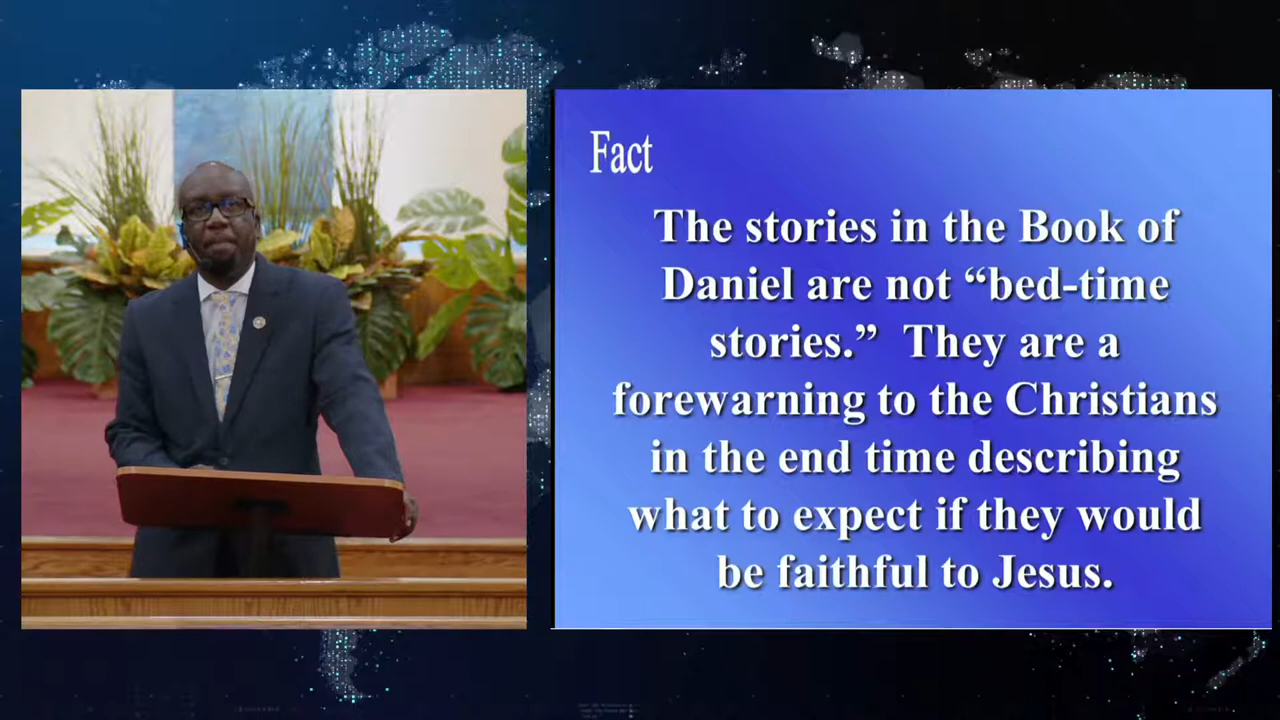 Fact
The stories in the Book of
Daniel are not “bed-time
stories.”  They are a
forewarning to the Christians
in the end time describing
what to expect if they would
be faithful to Jesus.